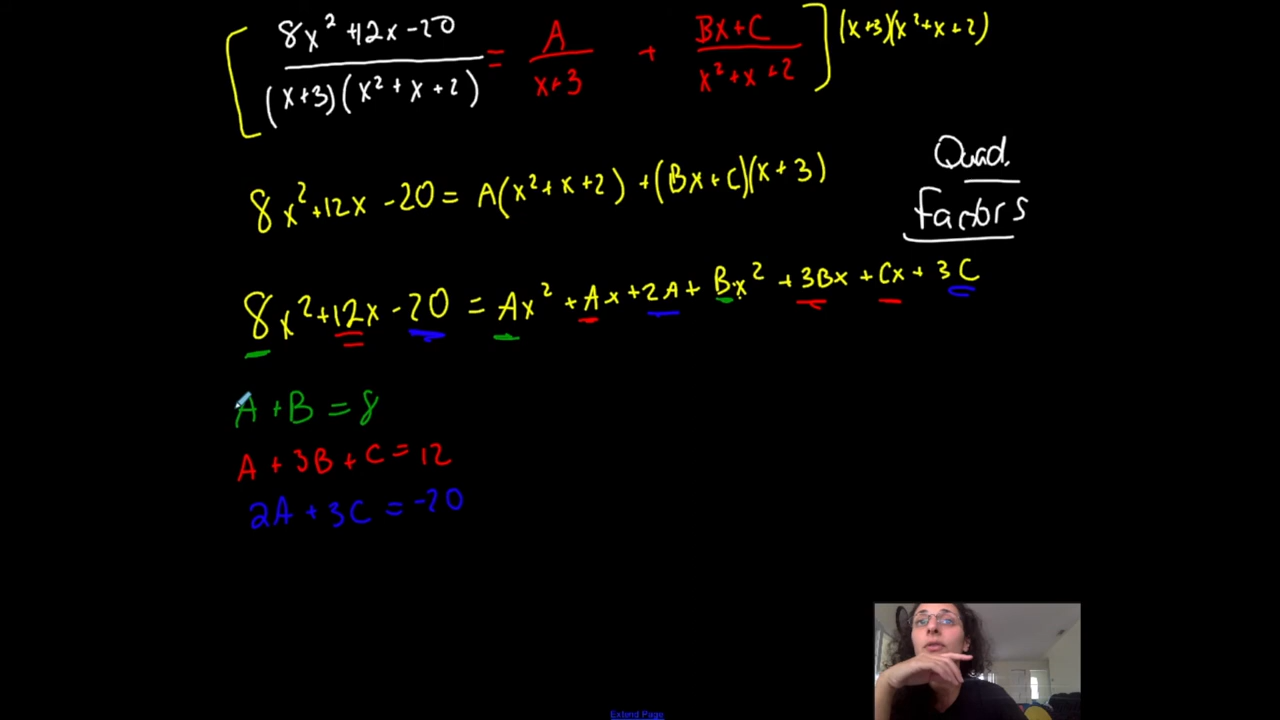 [ 8x² + 12x - 20 / (x+3)(x² + x + 2) = A / x+3 + Bx+C / x² + x + 2 ] (x+3)(x² + x + 2)
8x² + 12x - 20 = A(x² + x + 2) + (Bx + C)(x + 3)
Quad.
Factors
8x² + 12x - 20 = Ax² + Ax + 2A + Bx² + 3Bx + Cx + 3C
A + B = 8
A + 3B + C = 12
2A + 3C = -20
Extend Page